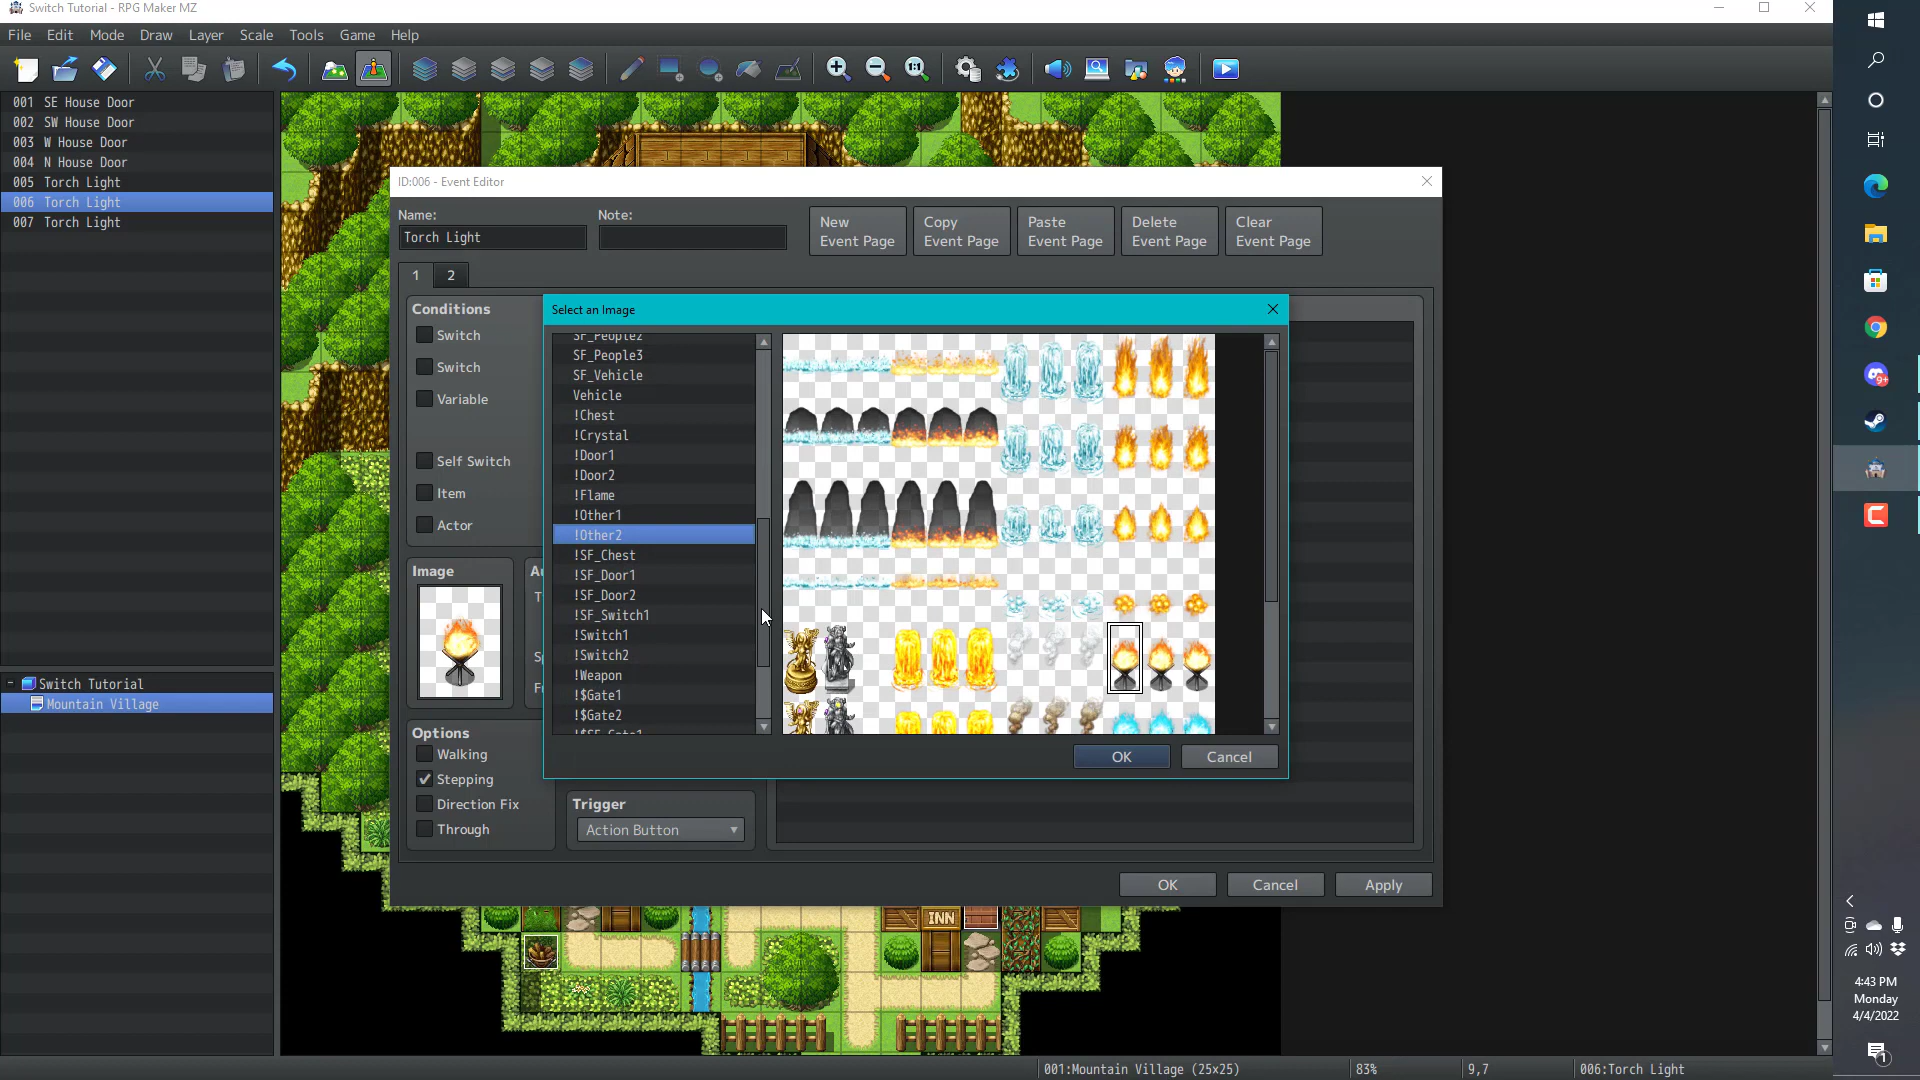 Switch Tutorial - RPG Maker MZ
File Edit Mode Draw Layer Scale Tools Game Help
1:1
001 SE House Door
002 SW House Door
003 W House Door
004 N House Door
005 Torch Light
006 Torch Light
007 Torch Light
Switch Tutorial
Mountain Village
ID:006 - Event Editor
Name:
Torch Light
Note:
New
Event Page
Copy
Event Page
Paste
Event Page
Delete
Event Page
Clear
Event Page
1 2
Conditions
Switch
Switch
Variable
Self Switch
Item
Actor
Image
Options
Walking
Stepping
Direction Fix
Through
Trigger
Action Button
Select an Image
SF_People2
SF_People3
SF_Vehicle
Vehicle
!Chest
!Crystal
!Door1
!Door2
!Flame
!Other1
!Other2
!SF_Chest
!SF_Door1
!SF_Door2
!SF_Switch1
!Switch1
!Switch2
!Weapon
!$Gate1
!$Gate2
!$SF_Gate1
OK Cancel
OK Cancel Apply
INN
001:Mountain Village (25x25) 83% 9,7 006:Torch Light
9+
4:43 PM
Monday
4/4/2022
1